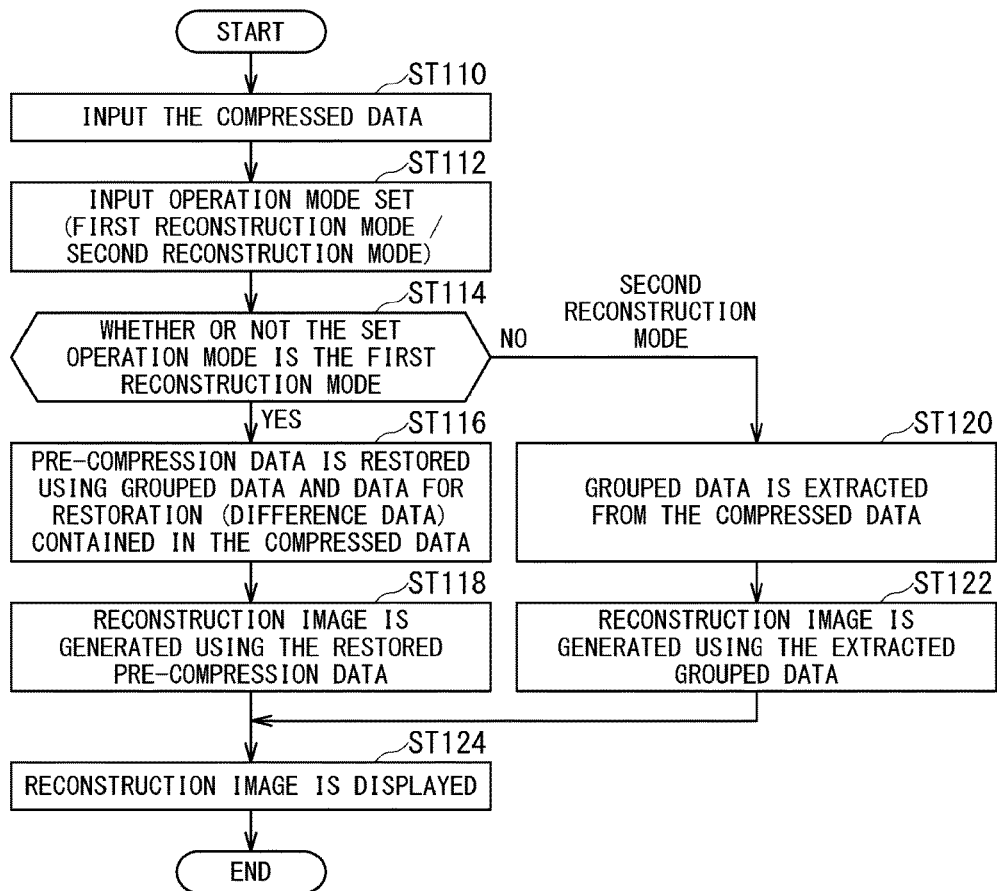 START
ST110
INPUT THE COMPRESSED DATA
ST112
INPUT OPERATION MODE SET
(FIRST RECONSTRUCTION MODE /
SECOND RECONSTRUCTION MODE)
ST114
WHETHER OR NOT THE SET
OPERATION MODE IS THE FIRST
RECONSTRUCTION MODE
NO
SECOND
RECONSTRUCTION
MODE
YES
ST116
PRE-COMPRESSION DATA IS RESTORED
USING GROUPED DATA AND DATA FOR
RESTORATION (DIFFERENCE DATA)
CONTAINED IN THE COMPRESSED DATA
ST120
GROUPED DATA IS EXTRACTED
FROM THE COMPRESSED DATA
ST118
RECONSTRUCTION IMAGE IS
GENERATED USING THE RESTORED
PRE-COMPRESSION DATA
ST122
RECONSTRUCTION IMAGE IS
GENERATED USING THE EXTRACTED
GROUPED DATA
ST124
RECONSTRUCTION IMAGE IS DISPLAYED
END